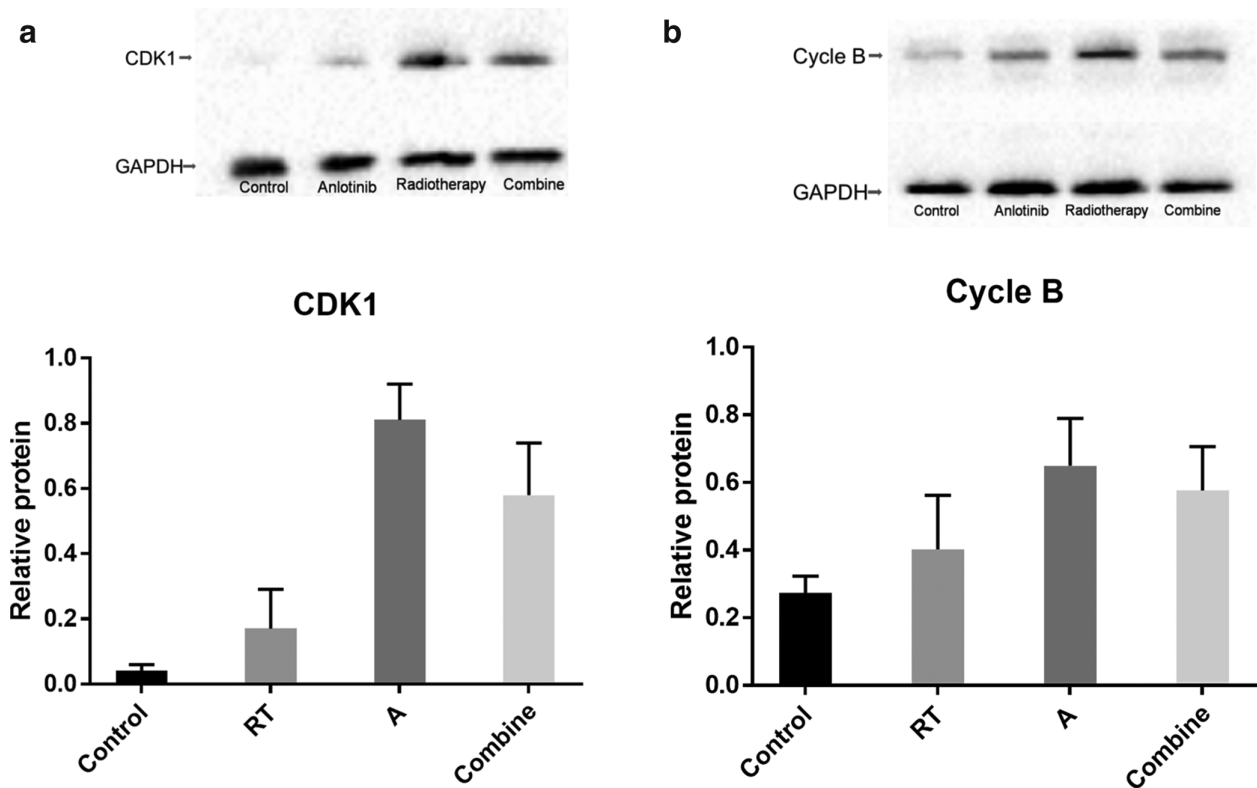 a
CDK1
GAPDH
Control Anlotinib Radiotherapy Combine
CDK1
Relative protein
1.0
0.8
0.6
0.4
0.2
0.0
Control RT A Combine
b
Cycle B
GAPDH
Control Anlotinib Radiotherapy Combine
Cycle B
Relative protein
1.0
0.8
0.6
0.4
0.2
0.0
Control RT A Combine